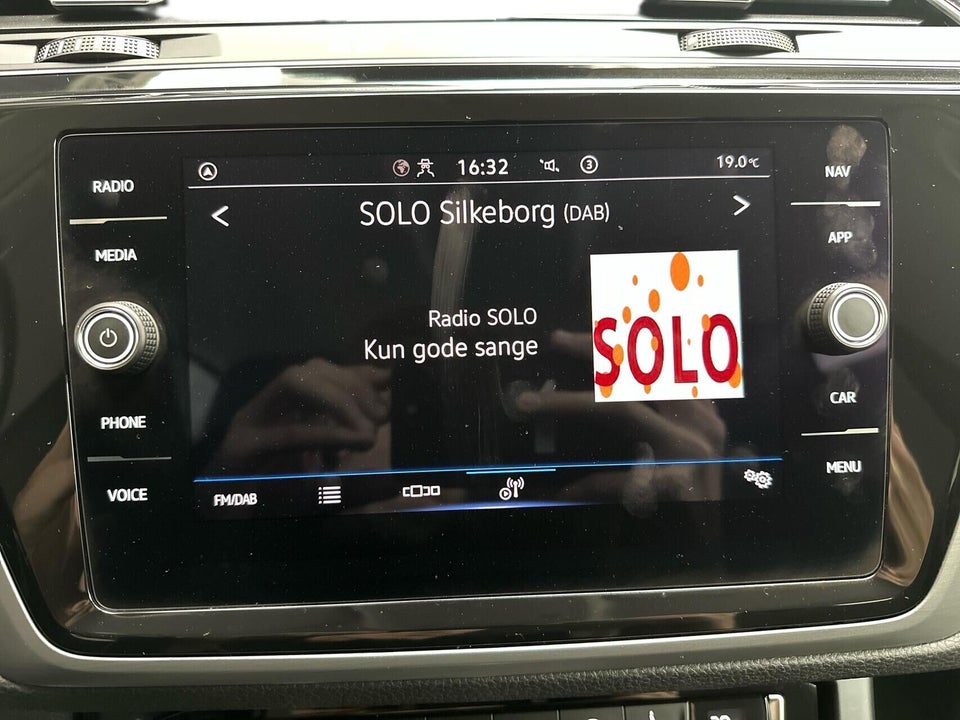 RADIO
MEDIA
PHONE
VOICE
16:32
3
19.0°C
SOLO Silkeborg (DAB)
Radio SOLO
Kun gode sange
SOLO
FM/DAB
NAV
APP
CAR
MENU